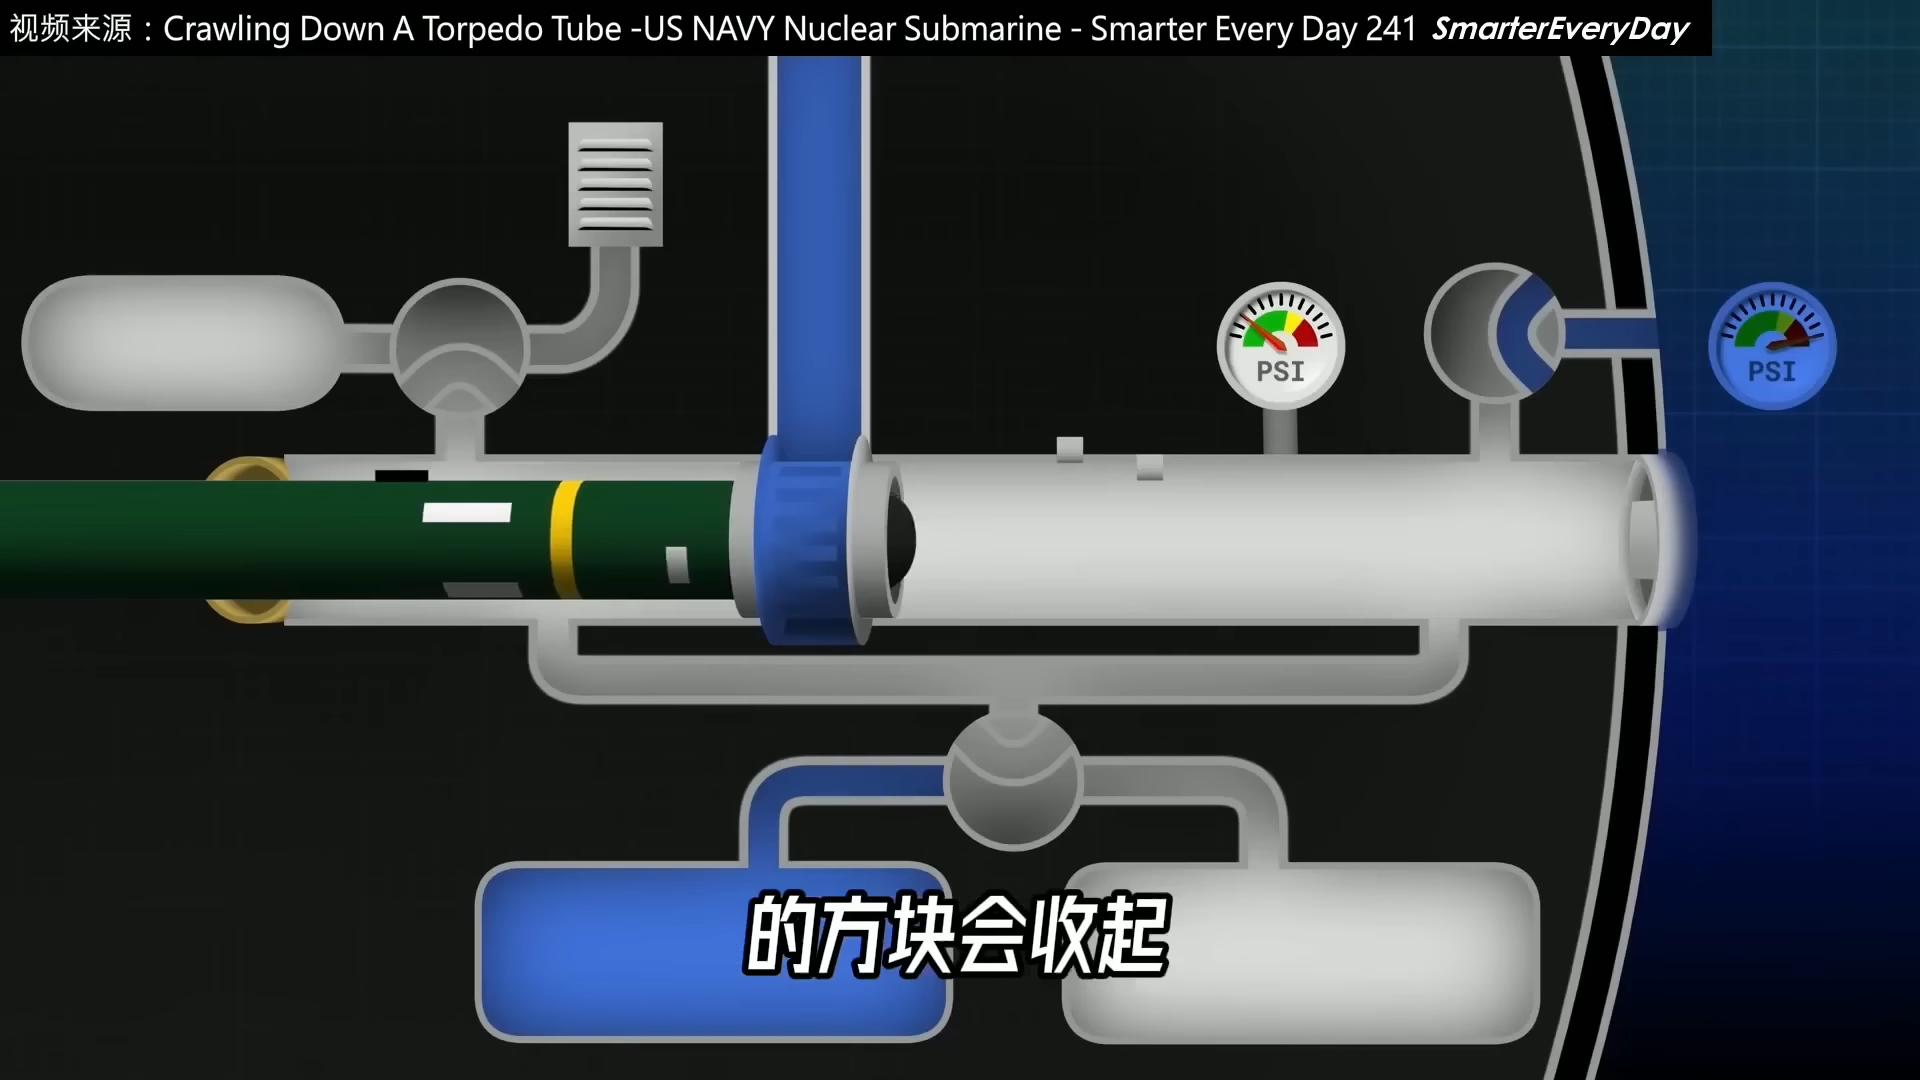 视频来源：Crawling Down A Torpedo Tube -US NAVY Nuclear Submarine - Smarter Every Day 241 SmarterEveryDay
PSI
PSI
的方块会收起